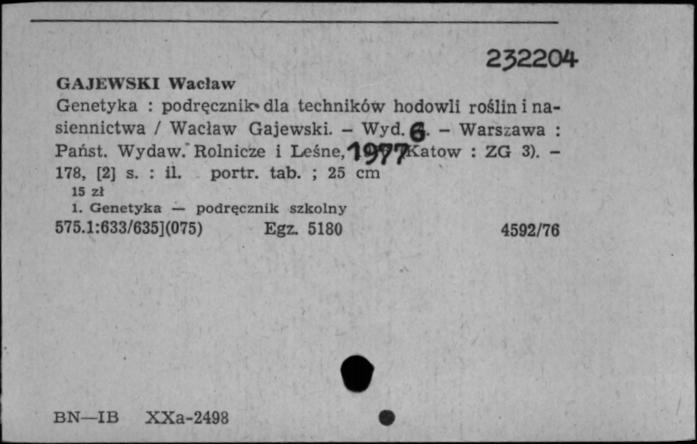 232204
GAJEWSKI Wacław
Genetyka : podręcznik dla techników hodowli roślin i na-
siennictwa / Wacław Gajewski. — Wyd. 6. — Warszawa :
Państ. Wydaw. Rolnicze i Leśne, 1977 Katow : ZG 3). —
178, [2] s. : il. portr. tab. ; 25 cm
15 zł
1. Genetyka — podręcznik szkolny
575.1:633/635](075) Egz. 5180 4592/76
BN—IB XXa-2498